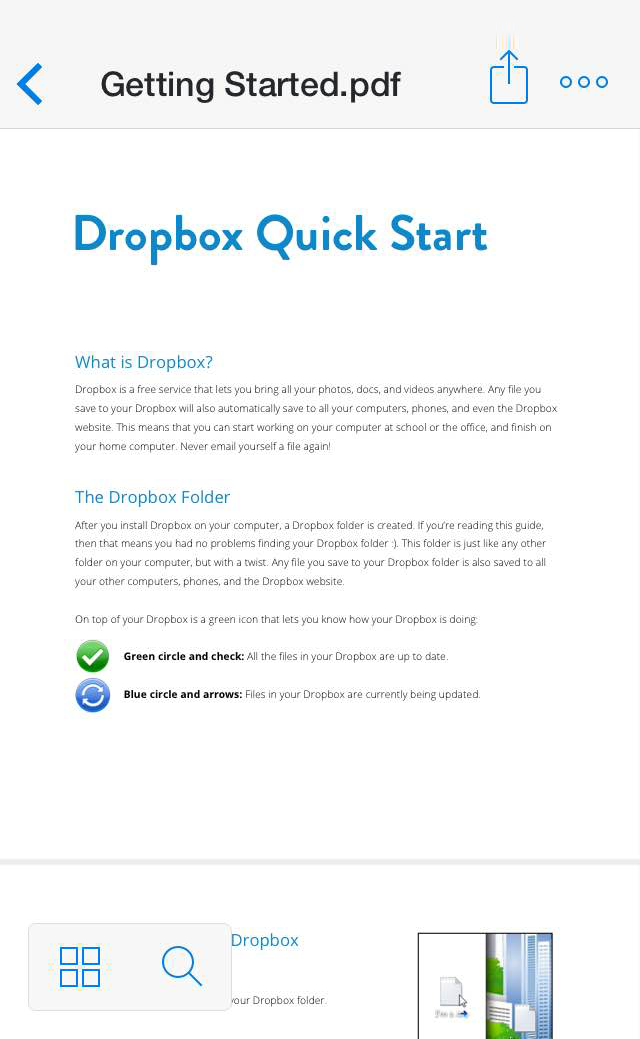 Getting Started.pdf
Dropbox Quick Start
What is Dropbox?
Dropbox is a free service that lets you bring all your photos, docs, and videos anywhere. Any file you
save to your Dropbox will also automatically save to all your computers, phones, and even the Dropbox
website. This means that you can start working on your computer at school or the office, and finish on
your home computer. Never email yourself a file again!
The Dropbox Folder
After you install Dropbox on your computer, a Dropbox folder is created. If you’re reading this guide,
then that means you had no problems finding your Dropbox folder :). This folder is just like any other
folder on your computer, but with a twist. Any file you save to your Dropbox folder is also saved to all
your other computers, phones, and the Dropbox website.
On top of your Dropbox is a green icon that lets you know how your Dropbox is doing:
Green circle and check: All the files in your Dropbox are up to date.
Blue circle and arrows: Files in your Dropbox are currently being updated.
Dropbox
your Dropbox folder.